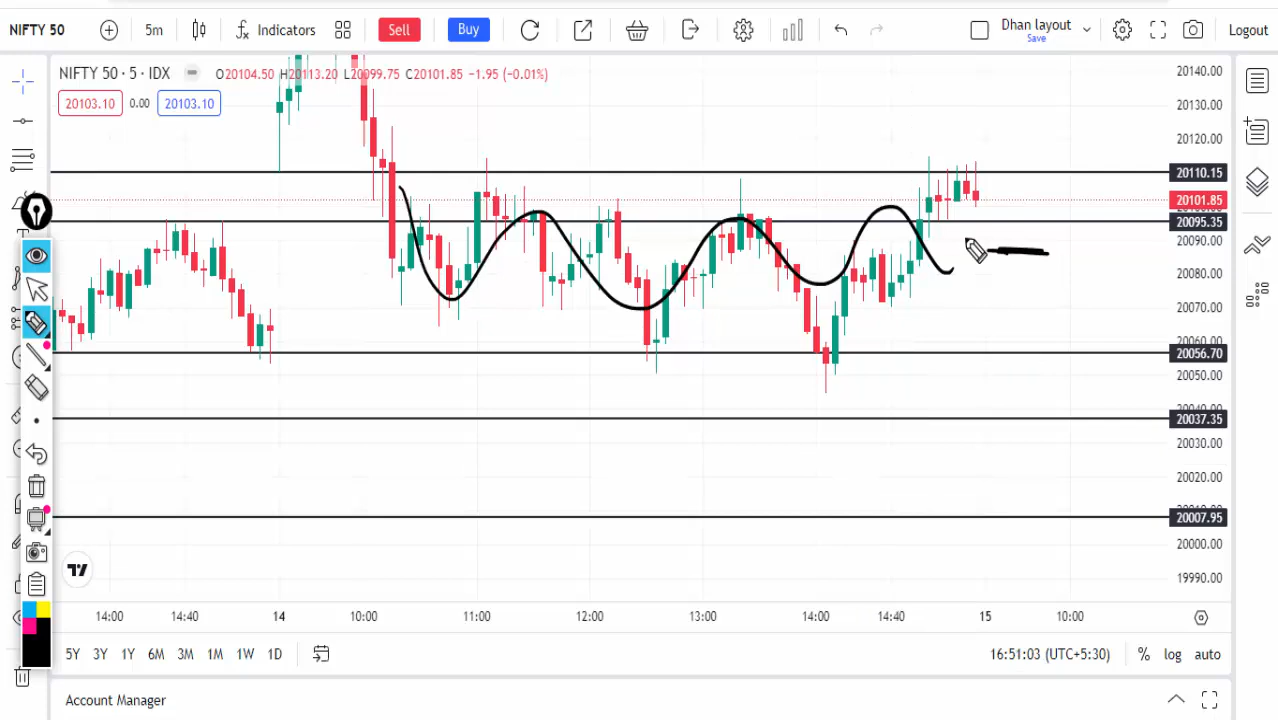 NIFTY 50
5m
Indicators
Sell
Buy
Dhan layout
Save
Logout
NIFTY 50 · 5 · IDX
O20104.50 H20113.20 L20099.75 C20101.85 −1.95 (−0.01%)
20103.10 0.00 20103.10
20140.00
20130.00
20120.00
20110.15
20101.85
20095.35
20090.00
20080.00
20070.00
20060.00
20056.70
20050.00
20037.35
20030.00
20020.00
20007.95
20000.00
19990.00
14:00 14:40 14 10:00 11:00 12:00 13:00 14:00 14:40 15 10:00
5Y 3Y 1Y 6M 3M 1M 1W 1D
16:51:03 (UTC+5:30) % log auto
Account Manager